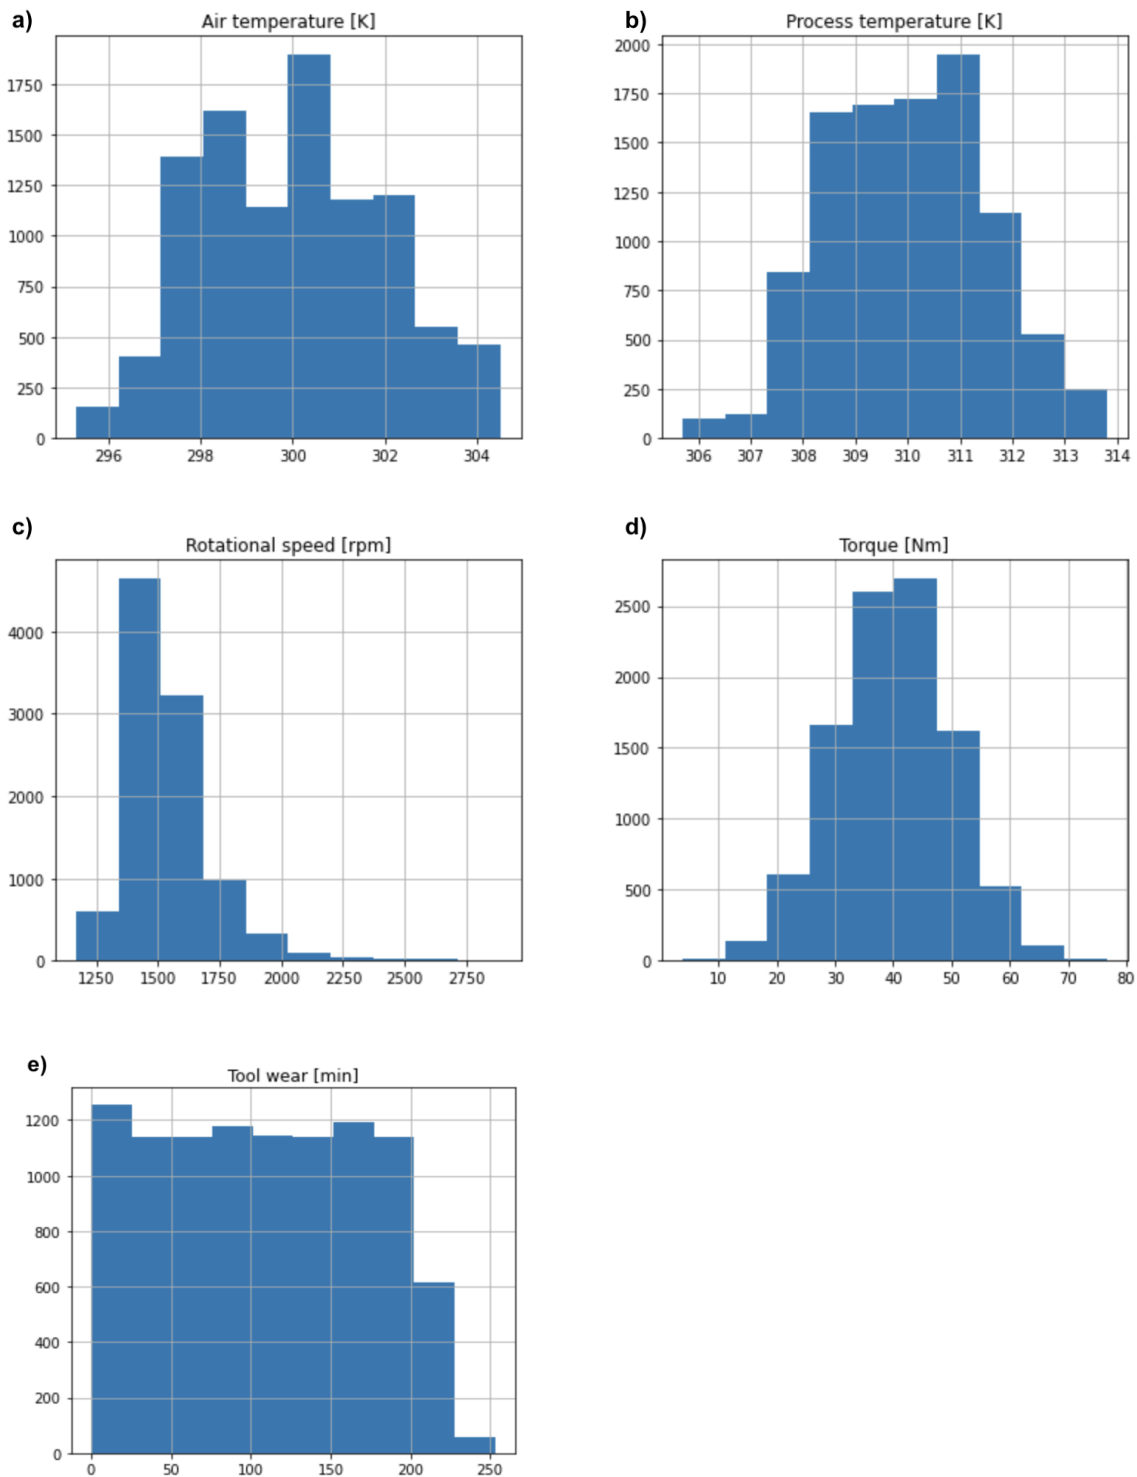 a)
Air temperature [K]
1750
1500
1250
1000
750
500
250
0
296 298 300 302 304
b)
Process temperature [K]
2000
1750
1500
1250
1000
750
500
250
0
306 307 308 309 310 311 312 313 314
c)
Rotational speed [rpm]
4000
3000
2000
1000
0
1250 1500 1750 2000 2250 2500 2750
d)
Torque [Nm]
2500
2000
1500
1000
500
0
10 20 30 40 50 60 70 80
e)
Tool wear [min]
1200
1000
800
600
400
200
0
0 50 100 150 200 250